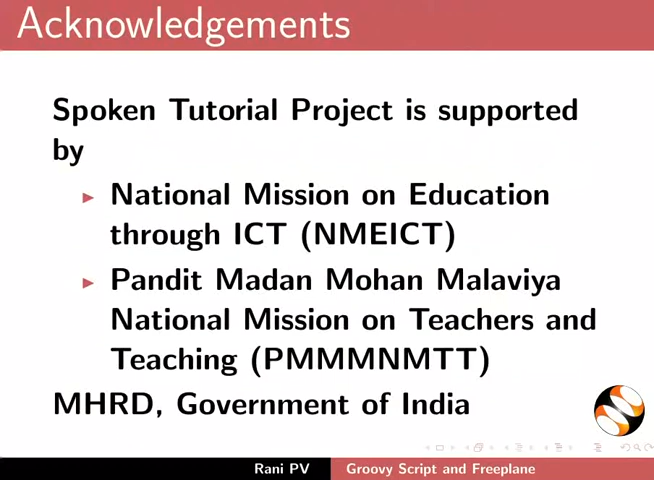 Acknowledgements
Spoken Tutorial Project is supported
by
National Mission on Education
through ICT (NMEICT)
Pandit Madan Mohan Malaviya
National Mission on Teachers and
Teaching (PMMMNMTT)
MHRD, Government of India
Rani PV Groovy Script and Freeplane